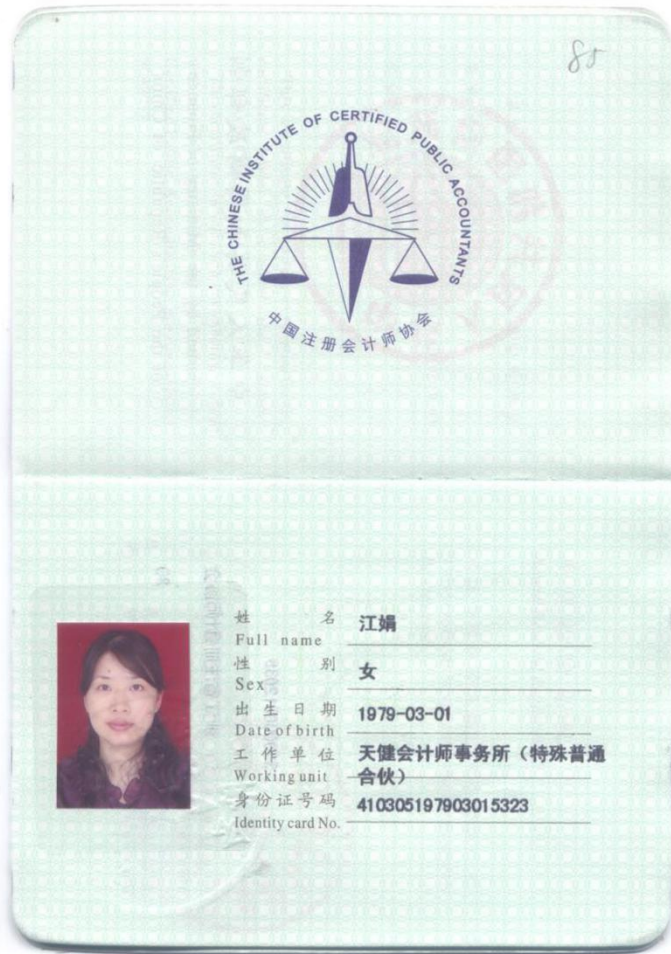 85
THE CHINESE INSTITUTE OF CERTIFIED PUBLIC ACCOUNTANTS
中国注册会计师协会
姓 名 江娟
Full name
性 别 女
Sex
出生日期 1979-03-01
Date of birth
工作单位 天健会计师事务所（特殊普通
Working unit 合伙）
身份证号码 410305197903015323
Identity card No.